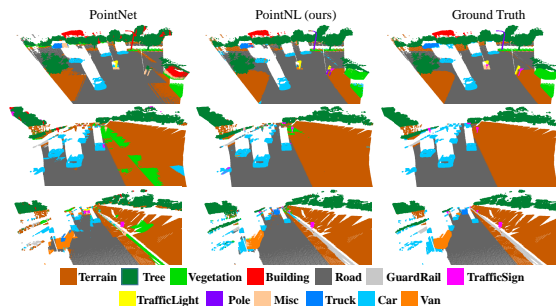 PointNet PointNL (ours) Ground Truth
Terrain Tree Vegetation Building Road GuardRail TrafficSign
TrafficLight Pole Misc Truck Car Van